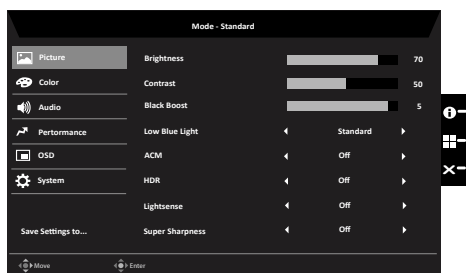 Mode - Standard
Picture
Brightness 70
Color
Contrast 50
Audio
Black Boost 5
Pertormance
Low Blue Light Standard
OSD
ACM Off
System
HDR Off
Lightsense Off
Save Settings to...
Super Sharpness Off
Move Enter